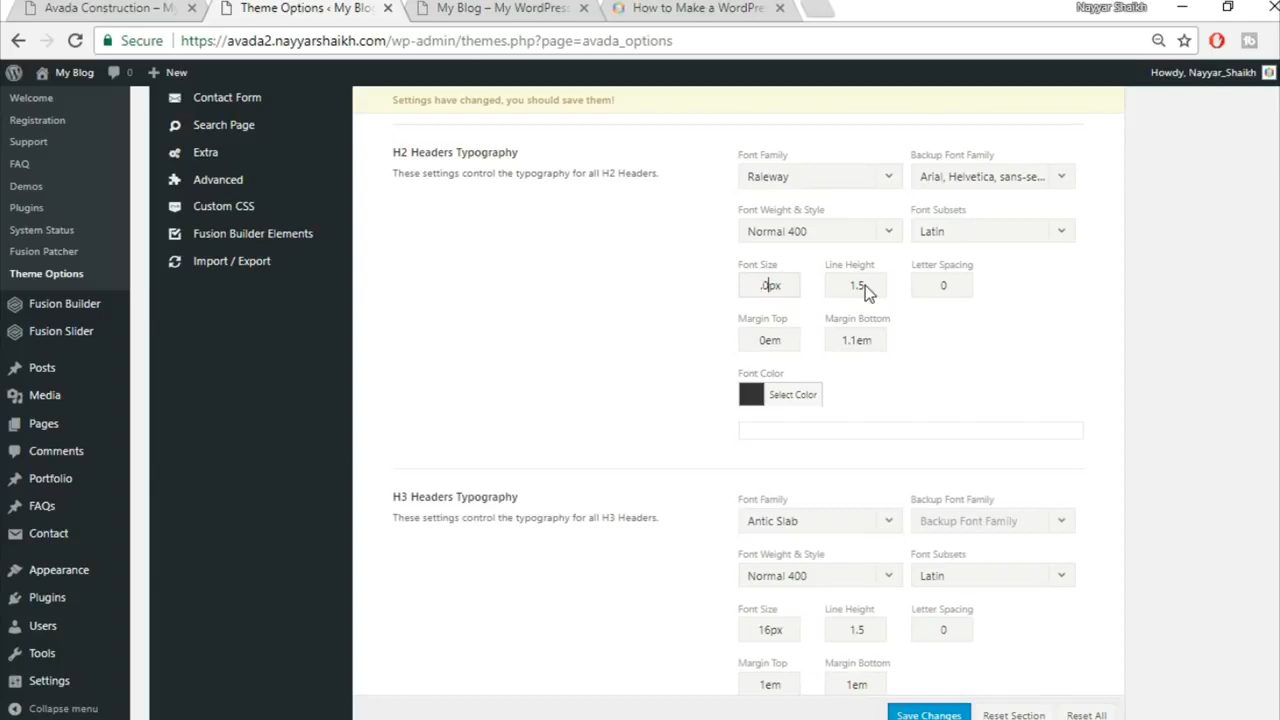 Avada Construction – M
Theme Options ‹ My Blo
My Blog – My WordPress
How to Make a WordPre
Nayyar Shaikh
Secure
https://avada2.nayyarshaikh.com/wp-admin/themes.php?page=avada_options
My Blog
0
New
Howdy, Nayyar_Shaikh
Welcome
Registration
Support
FAQ
Demos
Plugins
System Status
Fusion Patcher
Theme Options
Fusion Builder
Fusion Slider
Posts
Media
Pages
Comments
Portfolio
FAQs
Contact
Appearance
Plugins
Users
Tools
Settings
Collapse menu
Contact Form
Search Page
Extra
Advanced
Custom CSS
Fusion Builder Elements
Import / Export
Settings have changed, you should save them!
H2 Headers Typography
These settings control the typography for all H2 Headers.
Font Family
Backup Font Family
Raleway
Arial, Helvetica, sans-se...
Font Weight & Style
Font Subsets
Normal 400
Latin
Font Size
Line Height
Letter Spacing
.0px
1.5
0
Margin Top
Margin Bottom
0em
1.1em
Font Color
Select Color
H3 Headers Typography
These settings control the typography for all H3 Headers.
Font Family
Backup Font Family
Antic Slab
Backup Font Family
Font Weight & Style
Font Subsets
Normal 400
Latin
Font Size
Line Height
Letter Spacing
16px
1.5
0
Margin Top
Margin Bottom
1em
1em
Save Changes
Reset Section
Reset All